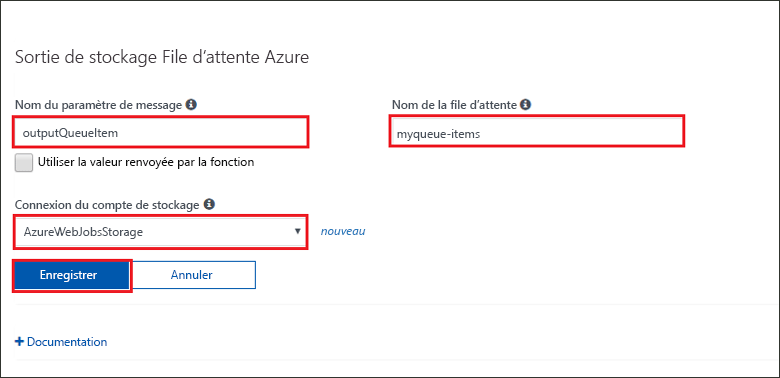 Sortie de stockage File d'attente Azure
Nom du paramètre de message
Nom de la file d'attente
outputQueueItem
myqueue-items
Utiliser la valeur renvoyée par la fonction
Connexion du compte de stockage
AzureWebJobsStorage
nouveau
Enregistrer
Annuler
+ Documentation